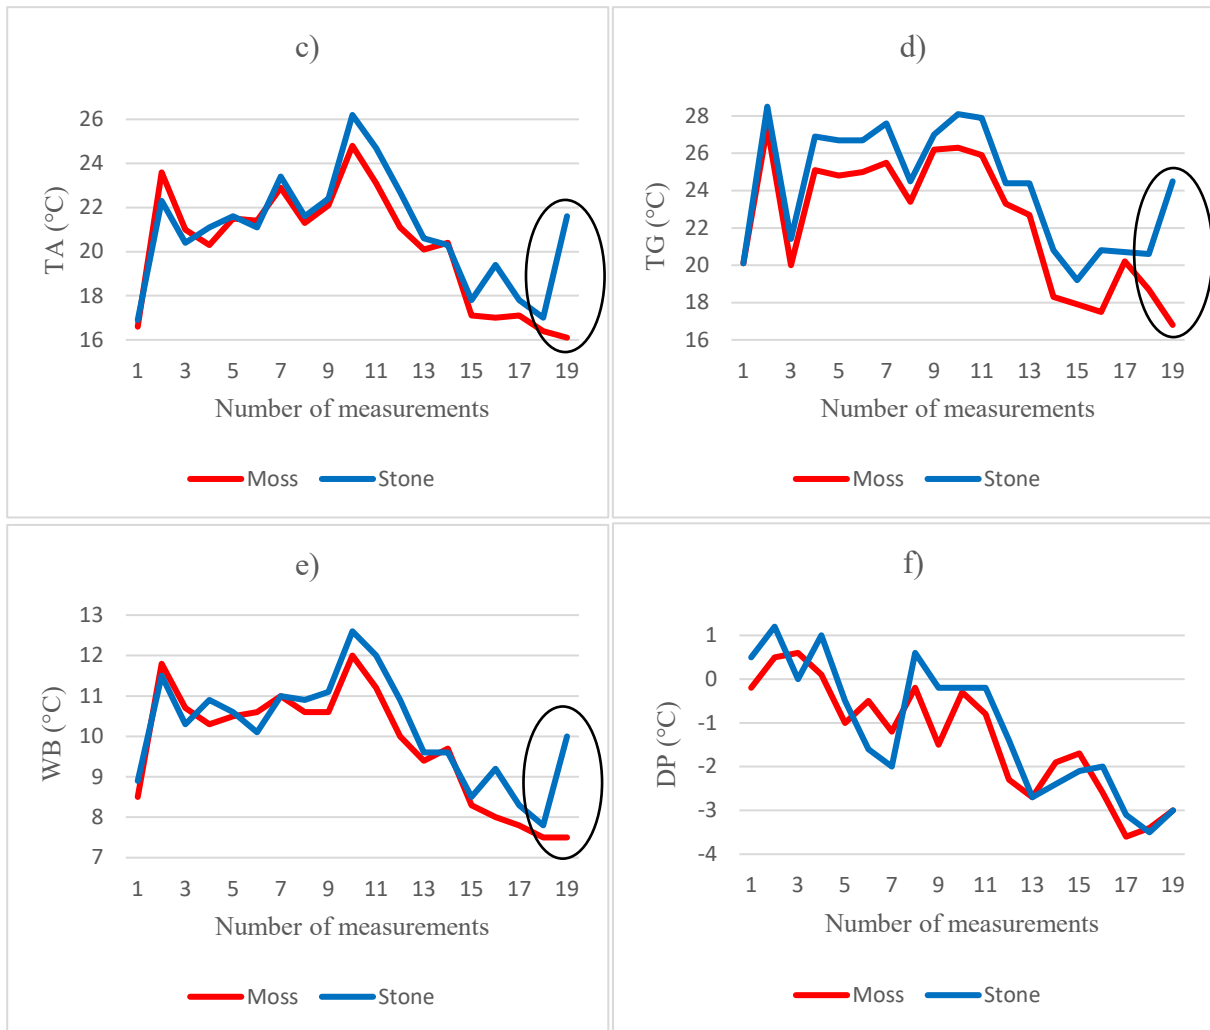 c)
TA (°C)
26
24
22
20
18
16
1 3 5 7 9 11 13 15 17 19
Number of measurements
Moss Stone
d)
TG (°C)
28
26
24
22
20
18
16
1 3 5 7 9 11 13 15 17 19
Number of measurements
Moss Stone
e)
WB (°C)
13
12
11
10
9
8
7
1 3 5 7 9 11 13 15 17 19
Number of measurements
Moss Stone
f)
DP (°C)
1
0
-1
-2
-3
-4
1 3 5 7 9 11 13 15 17 19
Number of measurements
Moss Stone